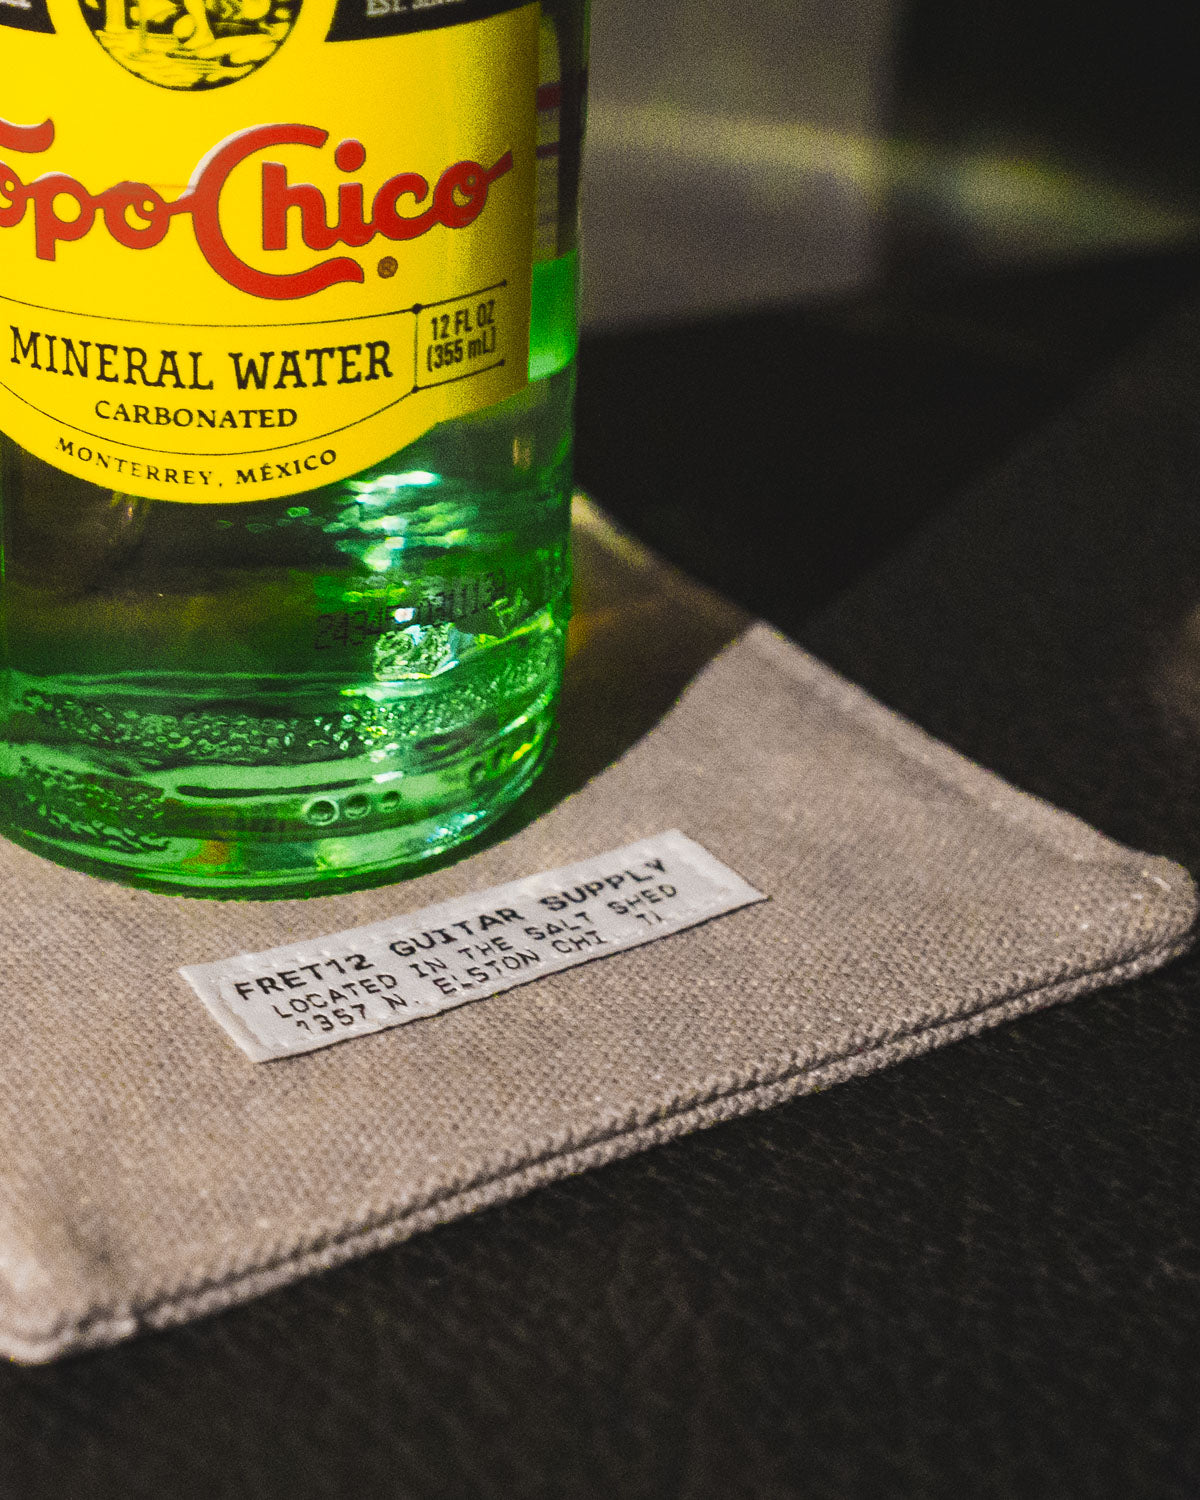 Topo Chico
®
MINERAL WATER
12 FL OZ
(355 mL)
CARBONATED
MONTERREY, MÉXICO
FRET12 GUITAR SUPPLY
LOCATED IN THE SALT SHED
1357 N. ELSTON CHI